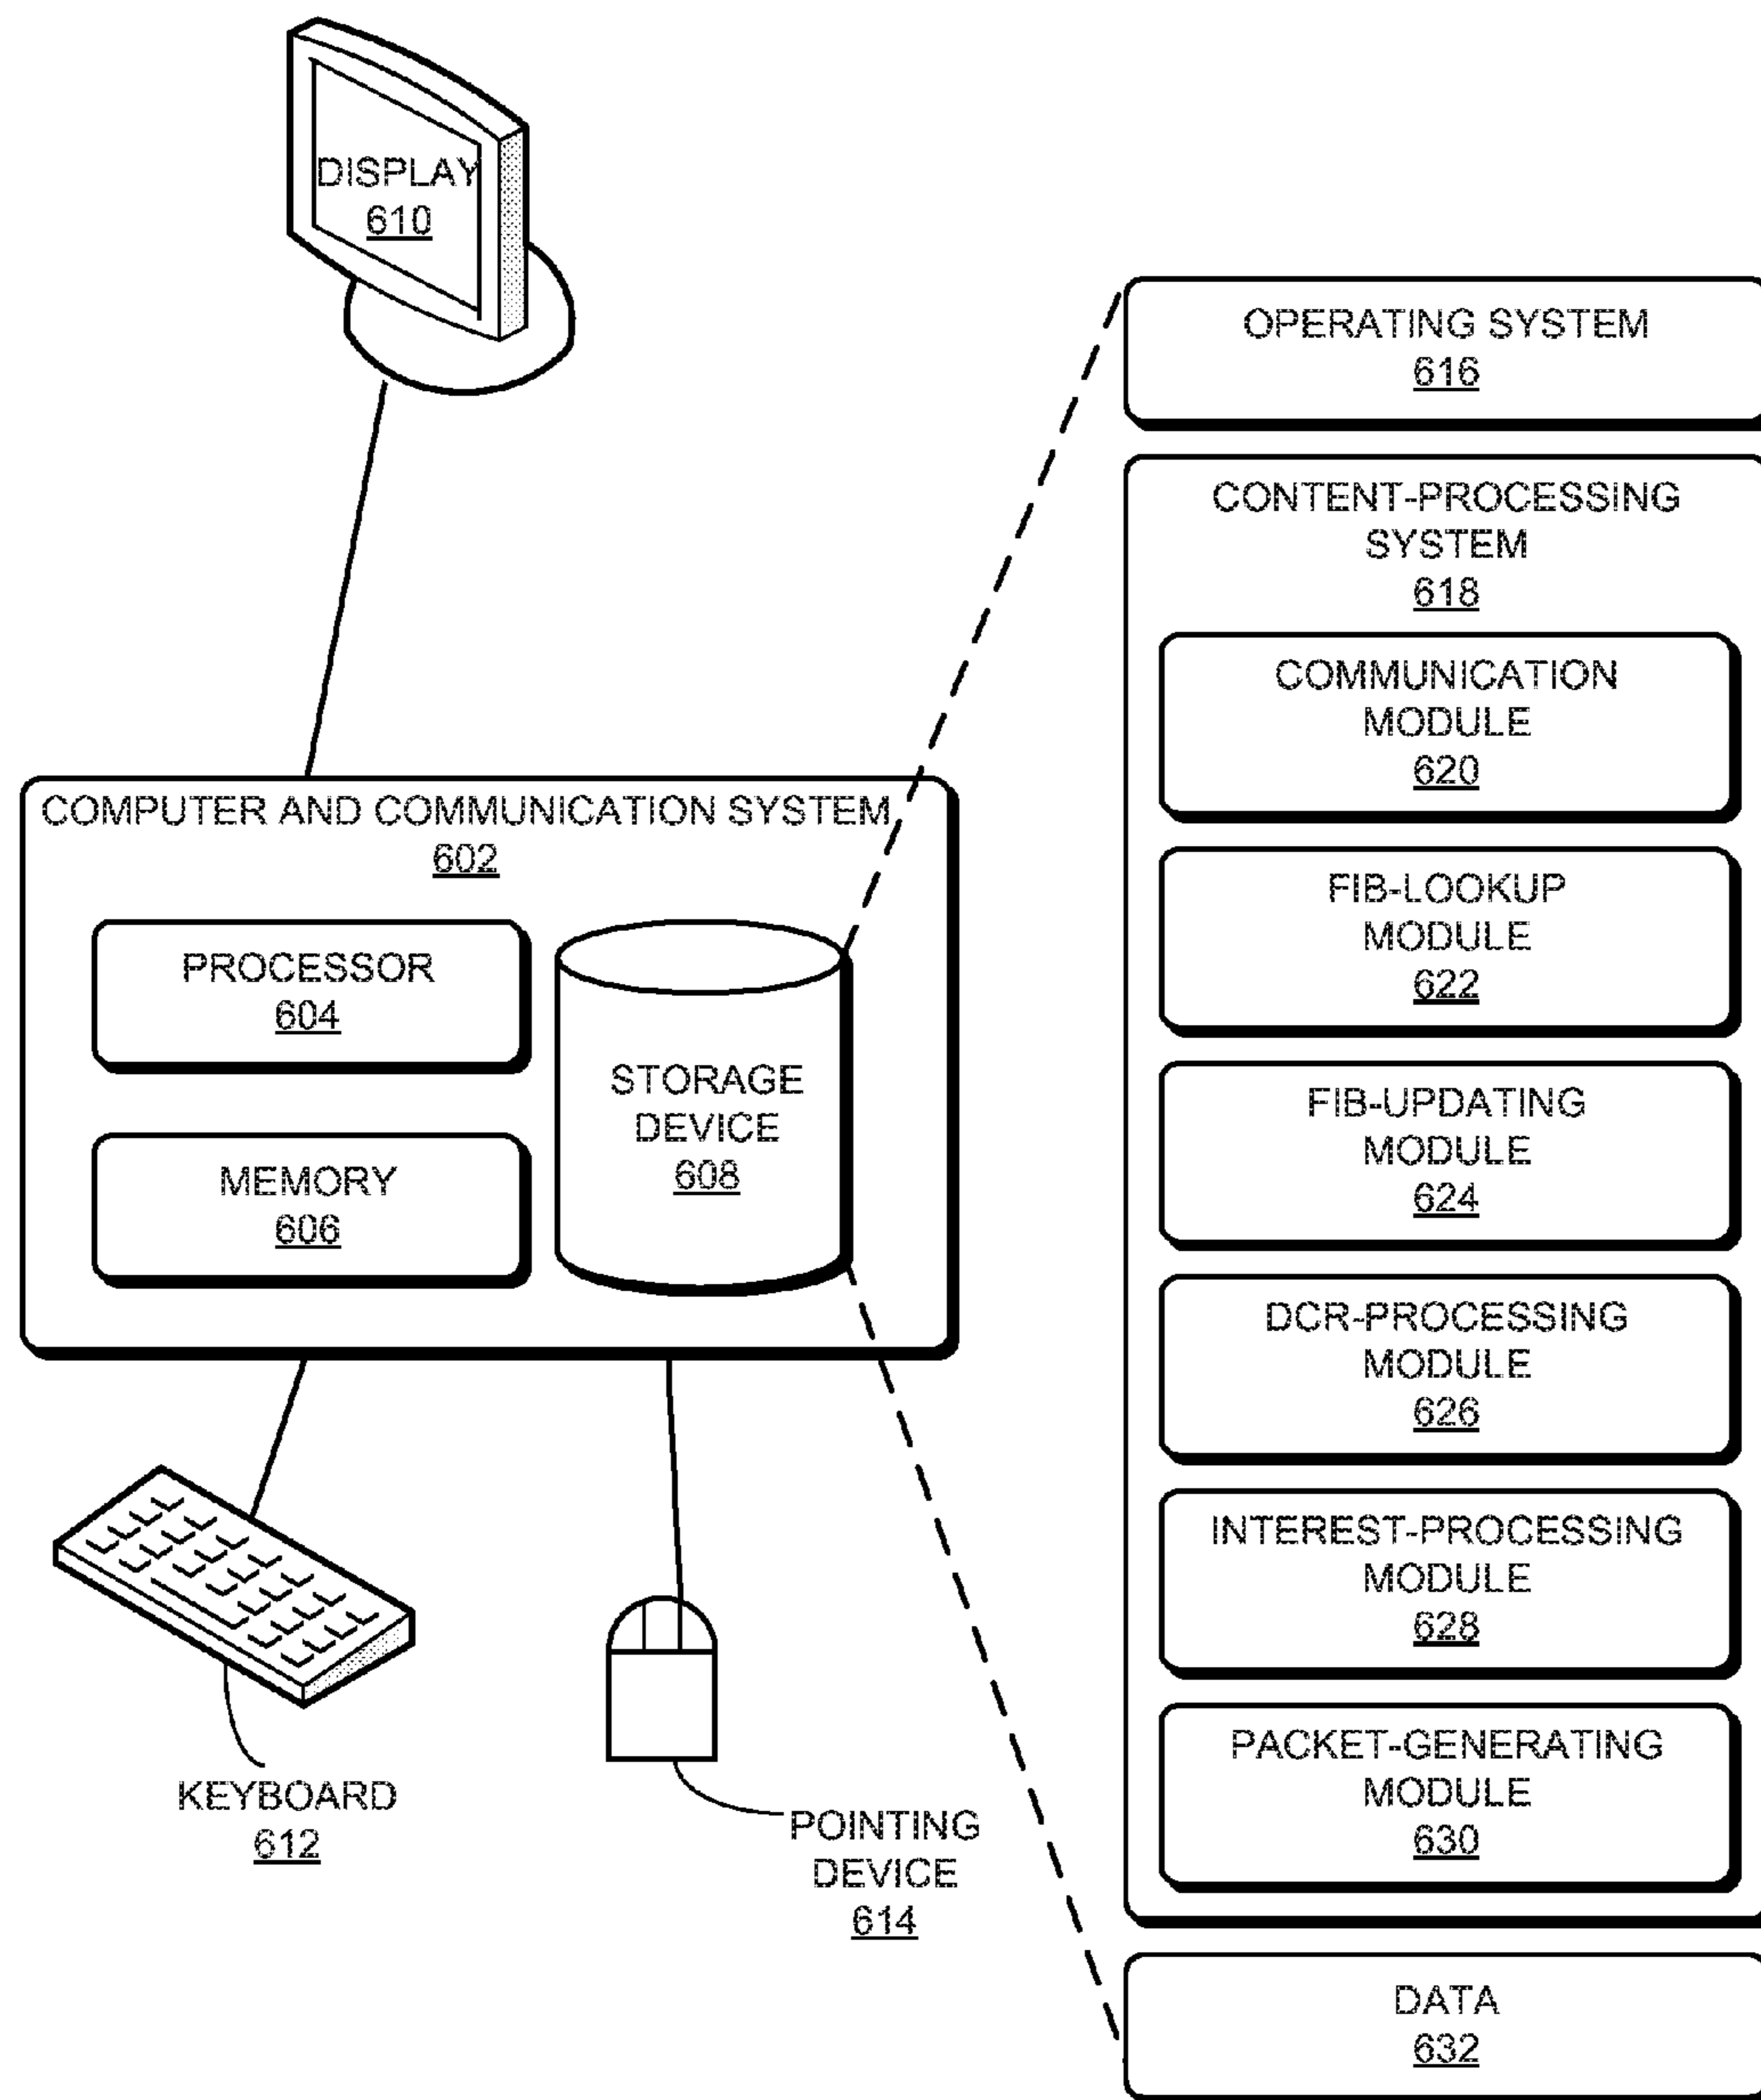 DISPLAY
610
COMPUTER AND COMMUNICATION SYSTEM
602
PROCESSOR
604
MEMORY
606
STORAGE
DEVICE
608
KEYBOARD
612
POINTING
DEVICE
614
OPERATING SYSTEM
616
CONTENT-PROCESSING
SYSTEM
618
COMMUNICATION
MODULE
620
FIB-LOOKUP
MODULE
622
FIB-UPDATING
MODULE
624
DCR-PROCESSING
MODULE
626
INTEREST-PROCESSING
MODULE
628
PACKET-GENERATING
MODULE
630
DATA
632